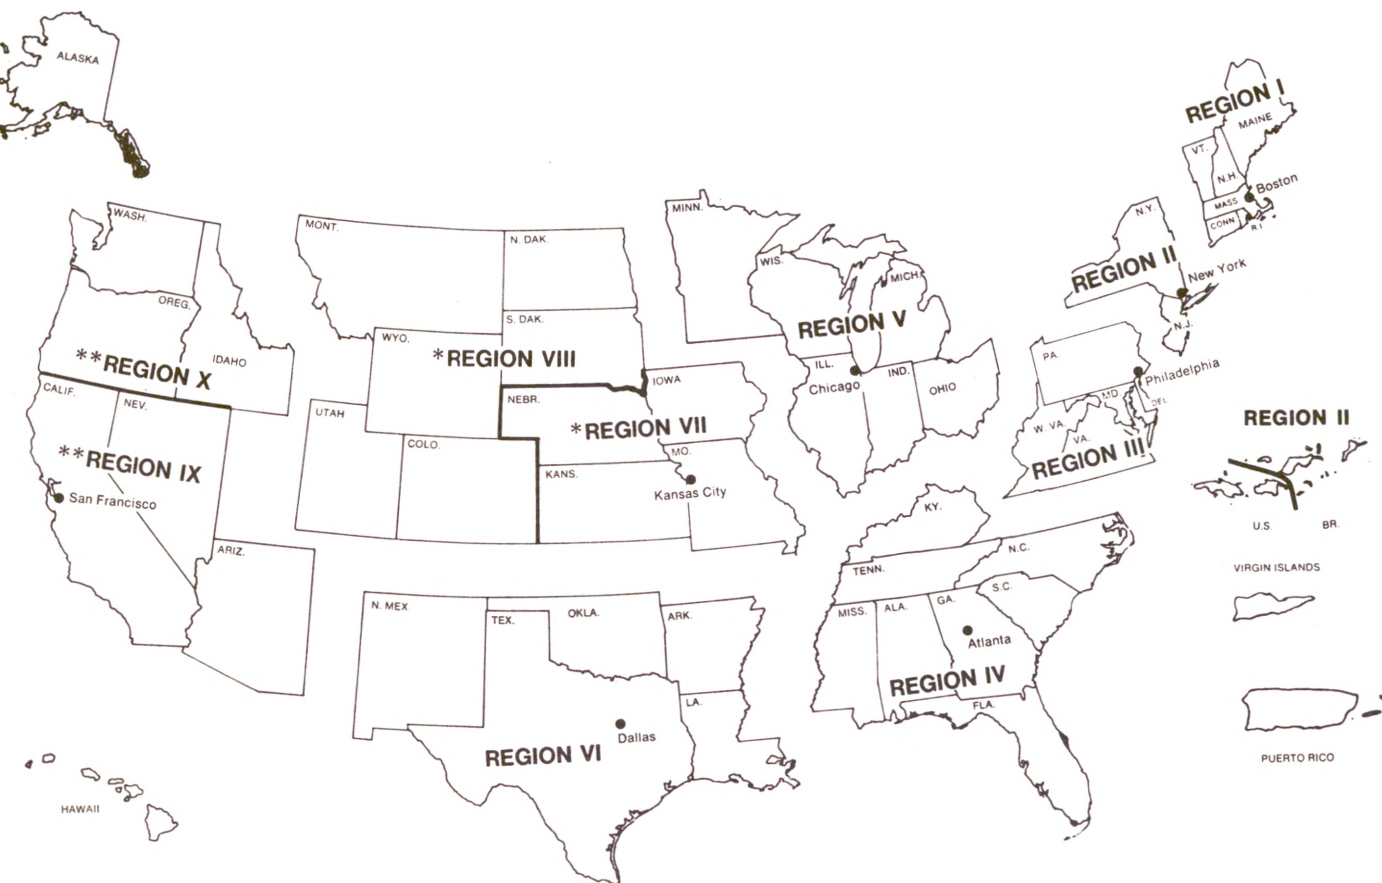 ALASKA
REGION I
MAINE
VT.
N.H.
MASS
Boston
CONN.
R I
WASH.
OREG.
IDAHO
**REGION X
MONT.
N. DAK.
S. DAK.
WYO.
*REGION VIII
UTAH
COLO.
CALIF.
NEV.
**REGION IX
San Francisco
ARIZ.
HAWAII
NEBR.
IOWA
*REGION VII
KANS.
MO.
Kansas City
MINN.
WIS.
MICH.
REGION V
ILL.
Chicago
IND.
OHIO
N.Y.
REGION II
New York
N.J.
PA.
Philadelphia
MD.
DEL
W. VA.
VA.
REGION III
KY.
TENN.
N.C.
S.C.
MISS.
ALA.
GA.
Atlanta
REGION IV
FLA.
N. MEX.
TEX.
OKLA.
ARK.
LA.
Dallas
REGION VI
REGION II
U.S. BR.
VIRGIN ISLANDS
PUERTO RICO